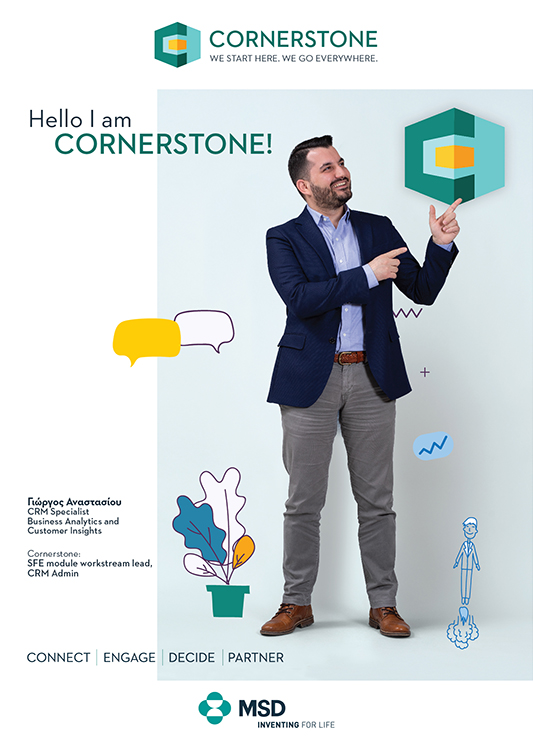 CORNERSTONE
WE START HERE. WE GO EVERYWHERE.
Hello I am
CORNERSTONE!
Γιώργος Αναστασίου
CRM Specialist
Business Analytics and
Customer Insights
Cornerstone:
SFE module workstream lead,
CRM Admin
CONNECT | ENGAGE | DECIDE | PARTNER
MSD
INVENTING FOR LIFE